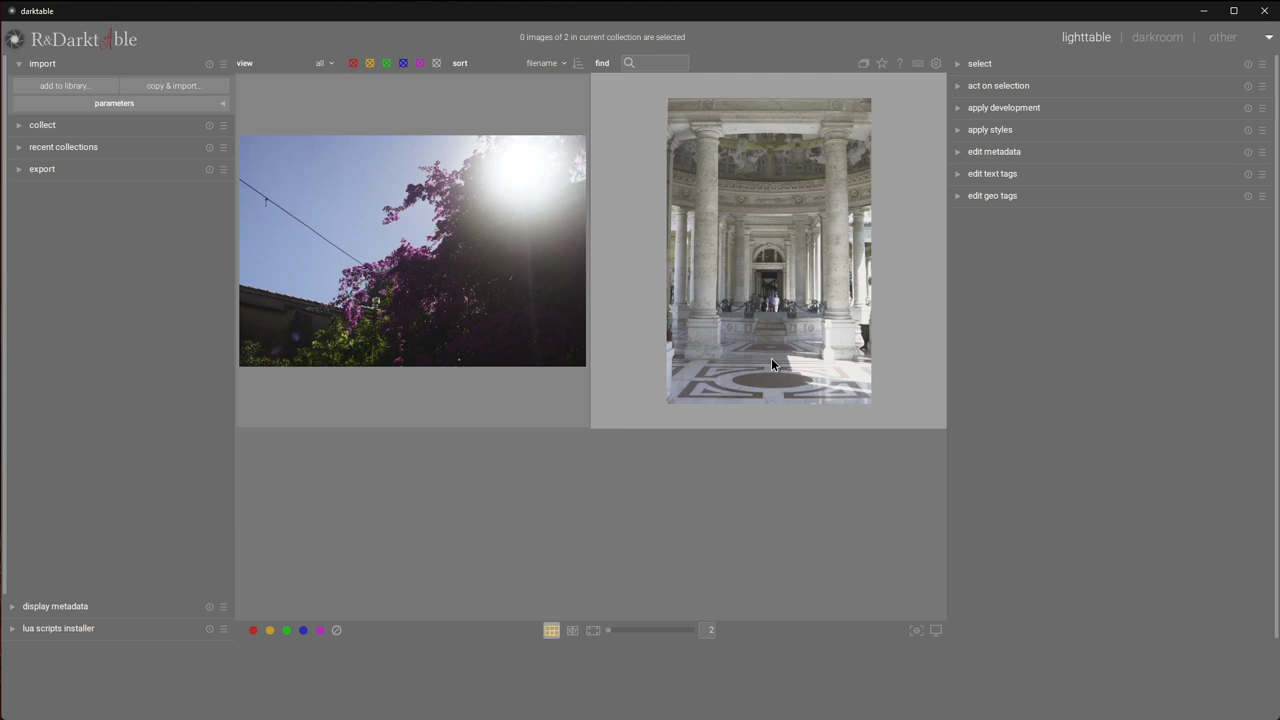 darktable
R&DarktAble
0 images of 2 in current collection are selected
lighttable | darkroom | other
import
view all sort filename find
select
add to library...
copy & import...
act on selection
parameters
apply development
collect
apply styles
recent collections
edit metadata
export
edit text tags
edit geo tags
display metadata
lua scripts installer
2